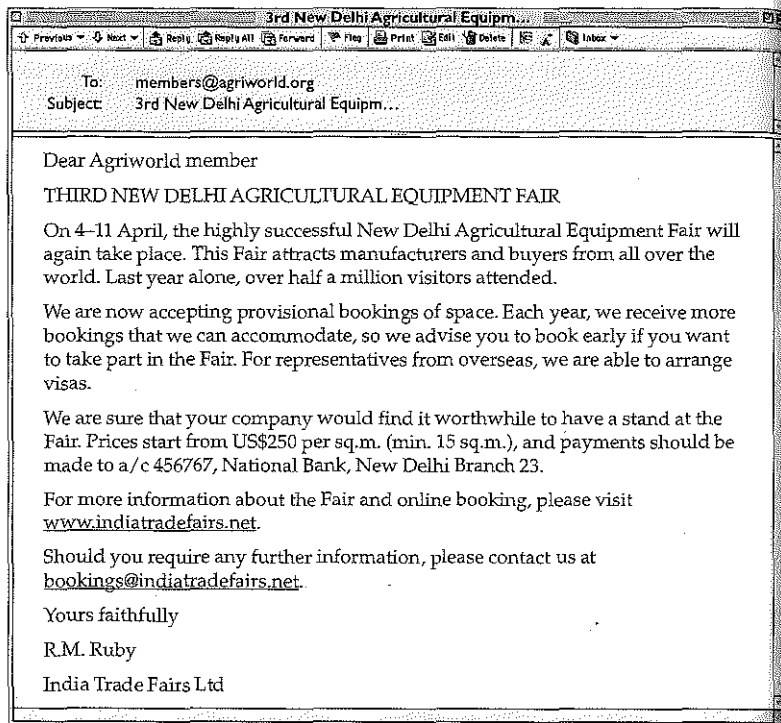 3rd New Delhi Agricultural Equipm...
Previous Next Reply Reply All Forward Flag Print Edit Delete Inbox
To: members@agriworld.org
Subject: 3rd New Delhi Agricultural Equipm...
Dear Agriworld member
THIRD NEW DELHI AGRICULTURAL EQUIPMENT FAIR
On 4–11 April, the highly successful New Delhi Agricultural Equipment Fair will
again take place. This Fair attracts manufacturers and buyers from all over the
world. Last year alone, over half a million visitors attended.
We are now accepting provisional bookings of space. Each year, we receive more
bookings that we can accommodate, so we advise you to book early if you want
to take part in the Fair. For representatives from overseas, we are able to arrange
visas.
We are sure that your company would find it worthwhile to have a stand at the
Fair. Prices start from US$250 per sq.m. (min. 15 sq.m.), and payments should be
made to a/c 456767, National Bank, New Delhi Branch 23.
For more information about the Fair and online booking, please visit
www.indiatradefairs.net.
Should you require any further information, please contact us at
bookings@indiatradefairs.net.
Yours faithfully
R.M. Ruby
India Trade Fairs Ltd